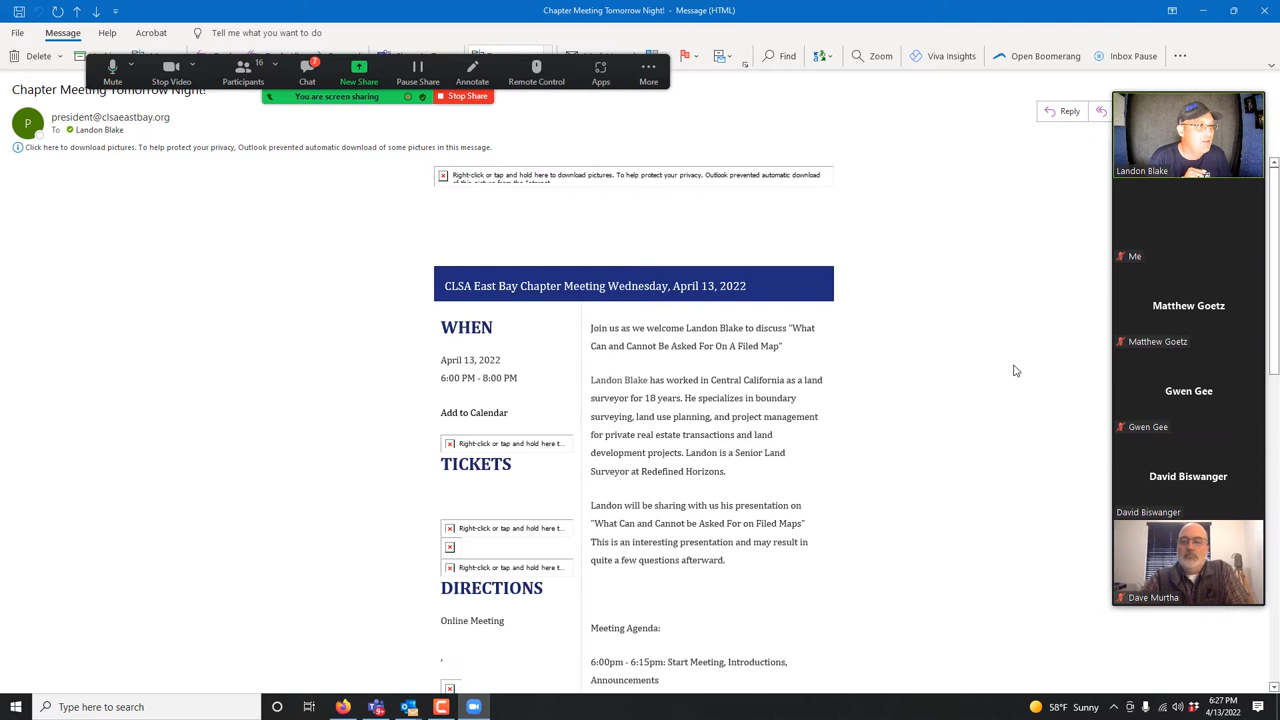 Chapter Meeting Tomorrow Night! - Message (HTML)
File Message Help Acrobat Tell me what you want to do
Delete Find Zoom Viva Insights Open Boomerang Inbox Pause
16 7
Mute Stop Video Participants Chat New Share Pause Share Annotate Remote Control Apps More
You are screen sharing Stop Share
Chapter Meeting Tomorrow Night!
P
president@clsaeastbay.org
To Landon Blake
Reply
Click here to download pictures. To help protect your privacy, Outlook prevented automatic download of some pictures in this message.
Right-click or tap and hold here to download pictures. To help protect your privacy, Outlook prevented automatic download
of this picture from the Internet.
CLSA East Bay Chapter Meeting Wednesday, April 13, 2022
WHEN
April 13, 2022
6:00 PM - 8:00 PM
Add to Calendar
Right-click or tap and hold here t...
TICKETS
Right-click or tap and hold here t...
Right-click or tap and hold here t...
DIRECTIONS
Online Meeting
,
Join us as we welcome Landon Blake to discuss "What
Can and Cannot Be Asked For On A Filed Map"
Landon Blake has worked in Central California as a land
surveyor for 18 years. He specializes in boundary
surveying, land use planning, and project management
for private real estate transactions and land
development projects. Landon is a Senior Land
Surveyor at Redefined Horizons.
Landon will be sharing with us his presentation on
"What Can and Cannot be Asked For on Filed Maps"
This is an interesting presentation and may result in
quite a few questions afterward.
Meeting Agenda:
6:00pm - 6:15pm: Start Meeting, Introductions,
Announcements
Landon Blake
Me
Matthew Goetz
Matthew Goetz
Gwen Gee
Gwen Gee
David Biswanger
David Biswanger
Dave Murtha
Type here to search
58°F Sunny
6:27 PM
4/13/2022